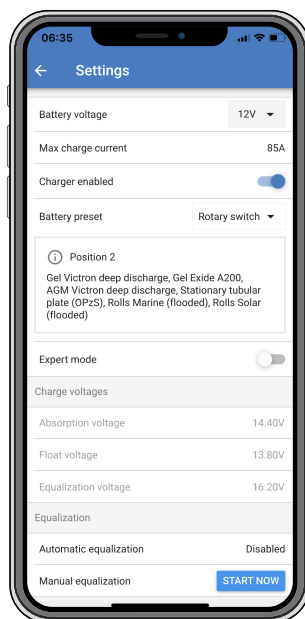 06:35
Settings
Battery voltage 12V
Max charge current 85A
Charger enabled
Battery preset Rotary switch
Position 2
Gel Victron deep discharge, Gel Exide A200,
AGM Victron deep discharge, Stationary tubular
plate (OPzS), Rolls Marine (flooded), Rolls Solar
(flooded)
Expert mode
Charge voltages
Absorption voltage 14.40V
Float voltage 13.80V
Equalization voltage 16.20V
Equalization
Automatic equalization Disabled
Manual equalization START NOW